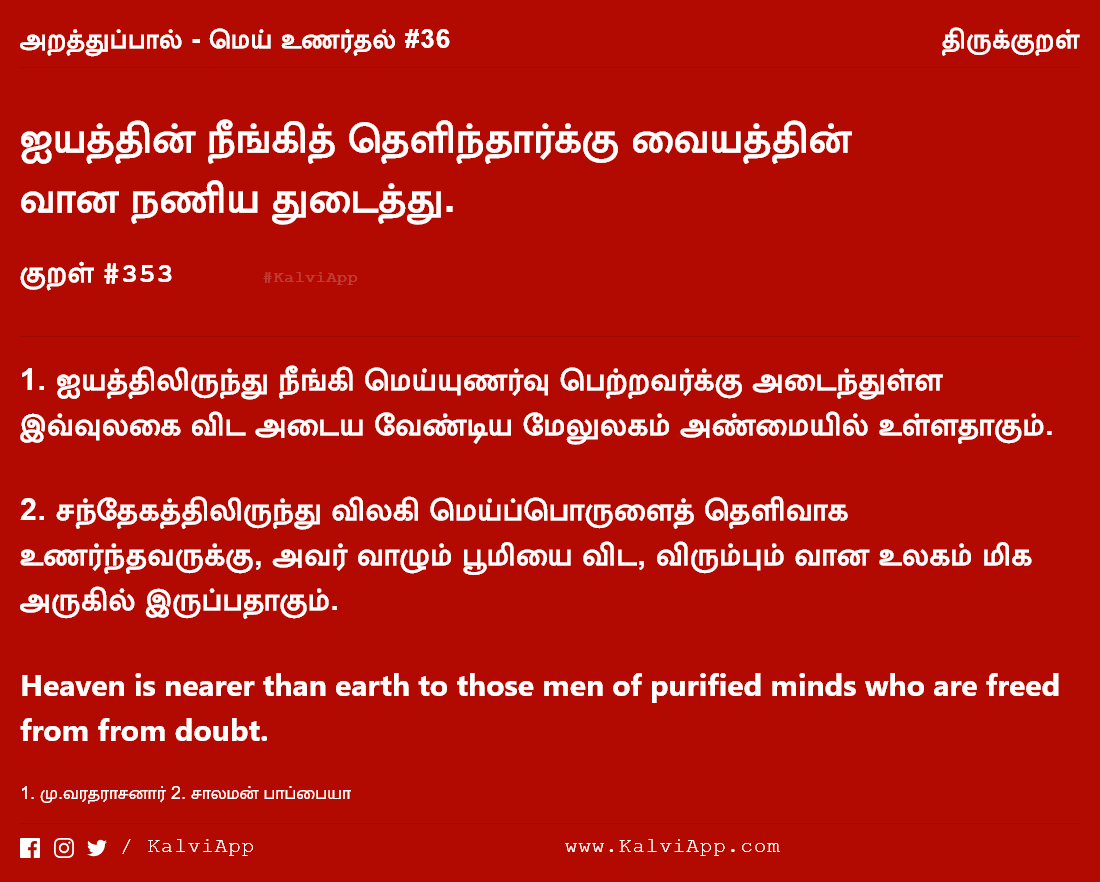 அறத்துப்பால் - மெய் உணர்தல் #36 திருக்குறள்
ஐயத்தின் நீங்கித் தெளிந்தார்க்கு வையத்தின்
வான நணிய துடைத்து.
குறள் #353 #KalviApp
1. ஐயத்திலிருந்து நீங்கி மெய்யுணர்வு பெற்றவர்க்கு அடைந்துள்ள
இவ்வுலகை விட அடைய வேண்டிய மேலுலகம் அண்மையில் உள்ளதாகும்.
2. சந்தேகத்திலிருந்து விலகி மெய்ப்பொருளைத் தெளிவாக
உணர்ந்தவருக்கு, அவர் வாழும் பூமியை விட, விரும்பும் வான உலகம் மிக
அருகில் இருப்பதாகும்.
Heaven is nearer than earth to those men of purified minds who are freed
from from doubt.
1. மு.வரதராசனார் 2. சாலமன் பாப்பையா
/ KalviApp www.KalviApp.com